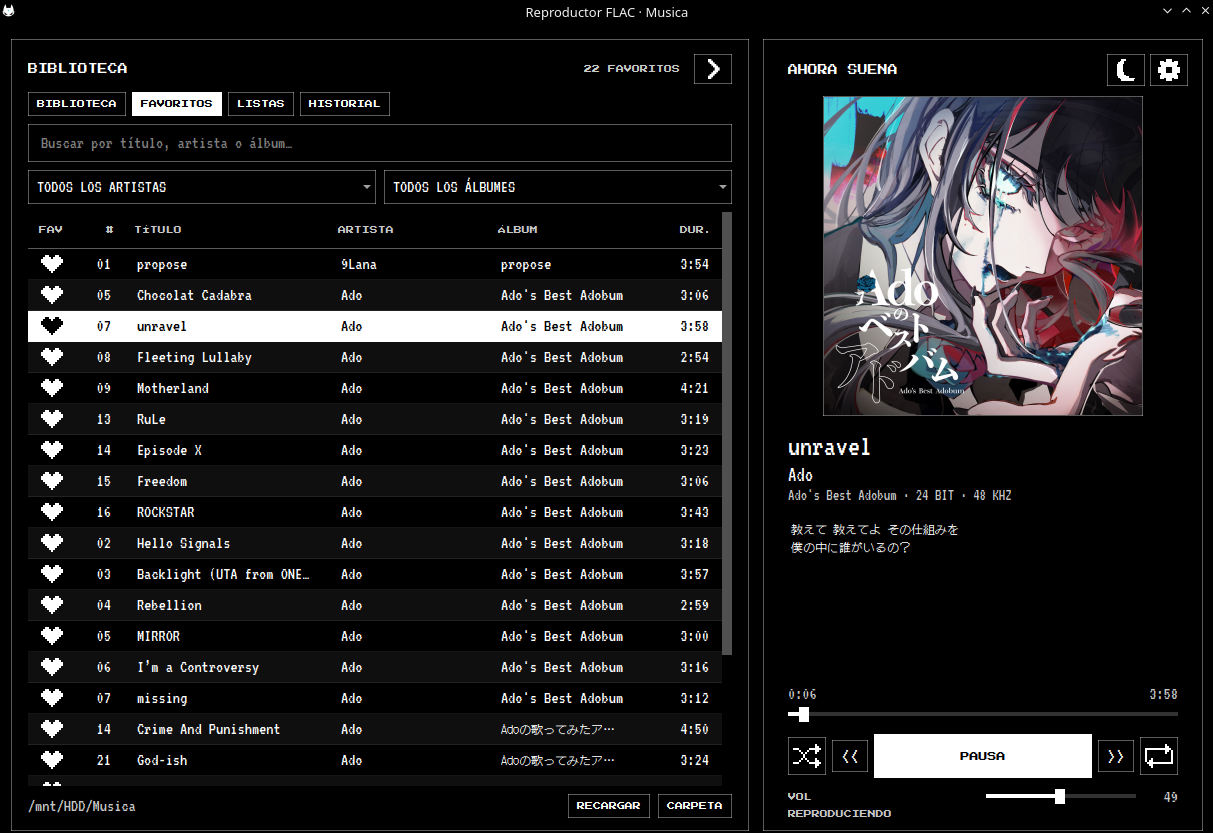 Reproductor FLAC · Musica
BIBLIOTECA
22 FAVORITOS
BIBLIOTECA FAVORITOS LISTAS HISTORIAL
Buscar por título, artista o álbum…
TODOS LOS ARTISTAS TODOS LOS ÁLBUMES
FAV # TÍTULO ARTISTA ÁLBUM DUR.
01 propose 9Lana propose 3:54
05 Chocolat Cadabra Ado Ado's Best Adobum 3:06
07 unravel Ado Ado's Best Adobum 3:58
08 Fleeting Lullaby Ado Ado's Best Adobum 2:54
09 Motherland Ado Ado's Best Adobum 4:21
13 RuLe Ado Ado's Best Adobum 3:19
14 Episode X Ado Ado's Best Adobum 3:23
15 Freedom Ado Ado's Best Adobum 3:06
16 ROCKSTAR Ado Ado's Best Adobum 3:43
02 Hello Signals Ado Ado's Best Adobum 3:18
03 Backlight (UTA from ONE… Ado Ado's Best Adobum 3:57
04 Rebellion Ado Ado's Best Adobum 2:59
05 MIRROR Ado Ado's Best Adobum 3:00
06 I’m a Controversy Ado Ado's Best Adobum 3:16
07 missing Ado Ado's Best Adobum 3:12
14 Crime And Punishment Ado Adoの歌ってみたア… 4:50
21 God-ish Ado Adoの歌ってみたア… 3:24
/mnt/HDD/Musica
RECARGAR CARPETA
AHORA SUENA
Adoの
ベスト
アドバム
Ado's Best Adobum
unravel
Ado
Ado's Best Adobum · 24 BIT · 48 KHZ
教えて 教えてよ その仕組みを
僕の中に誰がいるの?
0:06 3:58
<< PAUSA >>
VOL 49
REPRODUCIENDO